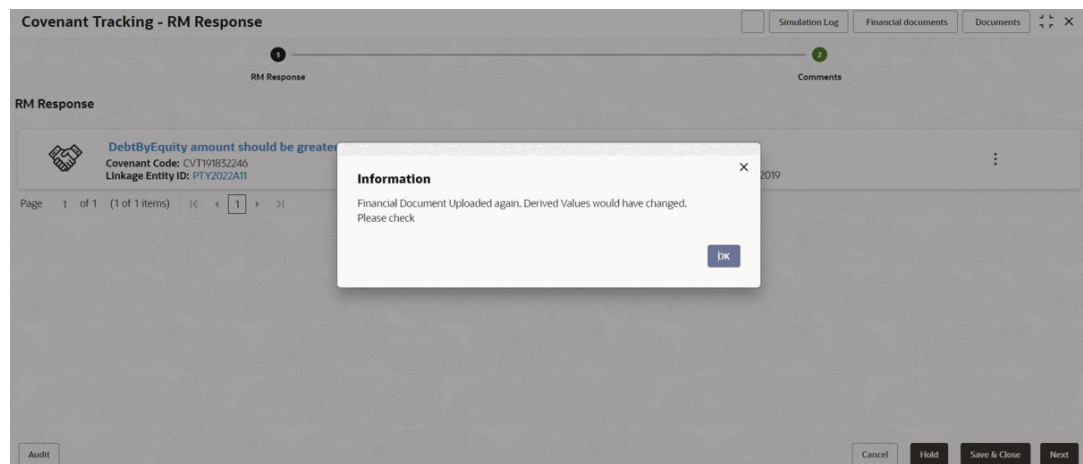 Covenant Tracking - RM Response
Simulation Log
Financial documents
Documents
1
2
RM Response
Comments
RM Response
DebtByEquity amount should be greater
Covenant Code: CVT191832246
Linkage Entity ID: PTY2022A11
2019
Information
Financial Document Uploaded again. Derived Values would have changed.
Please check
OK
Page 1 of 1 (1 of 1 items) 1
Audit
Cancel
Hold
Save & Close
Next